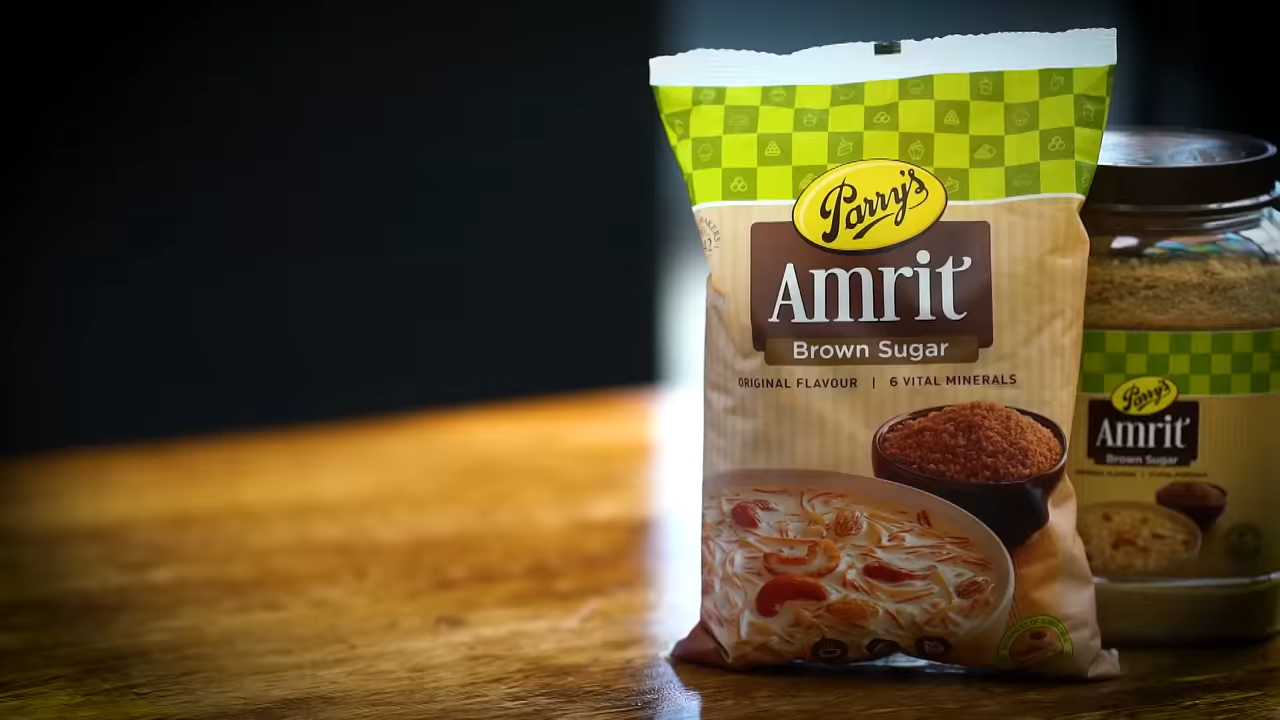 Parry's
Amrit
Brown Sugar
ORIGINAL FLAVOUR | 6 VITAL MINERALS
Parry's
Amrit
Brown Sugar